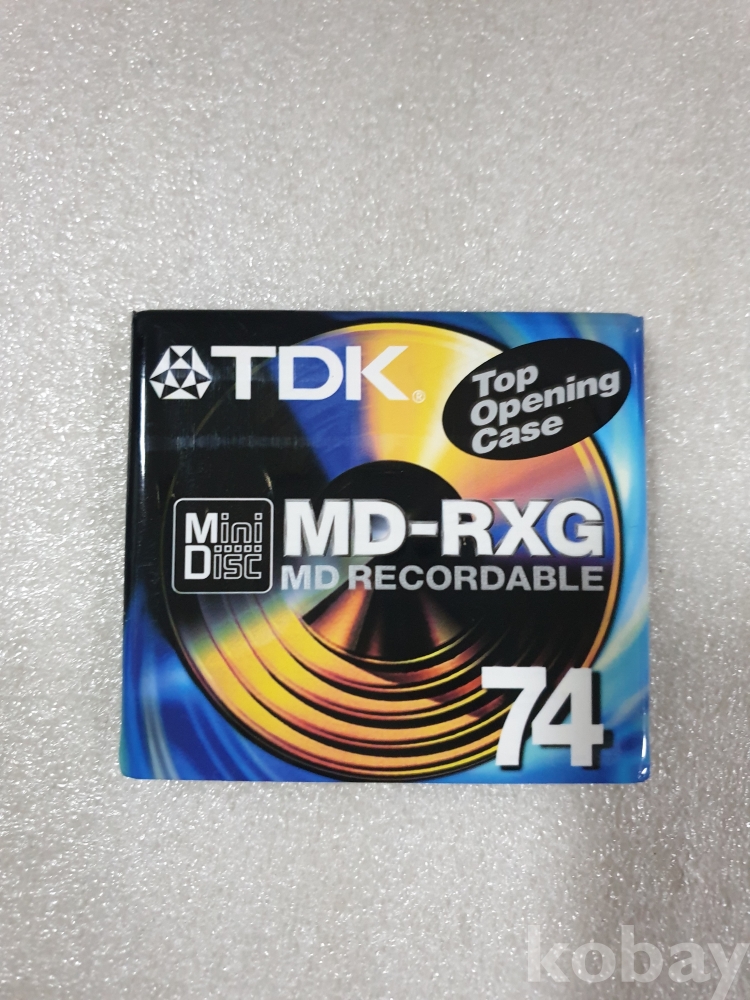 TDK®
Top
Opening
Case
Mini
Disc
MD-RXG
MD RECORDABLE
74
kobay